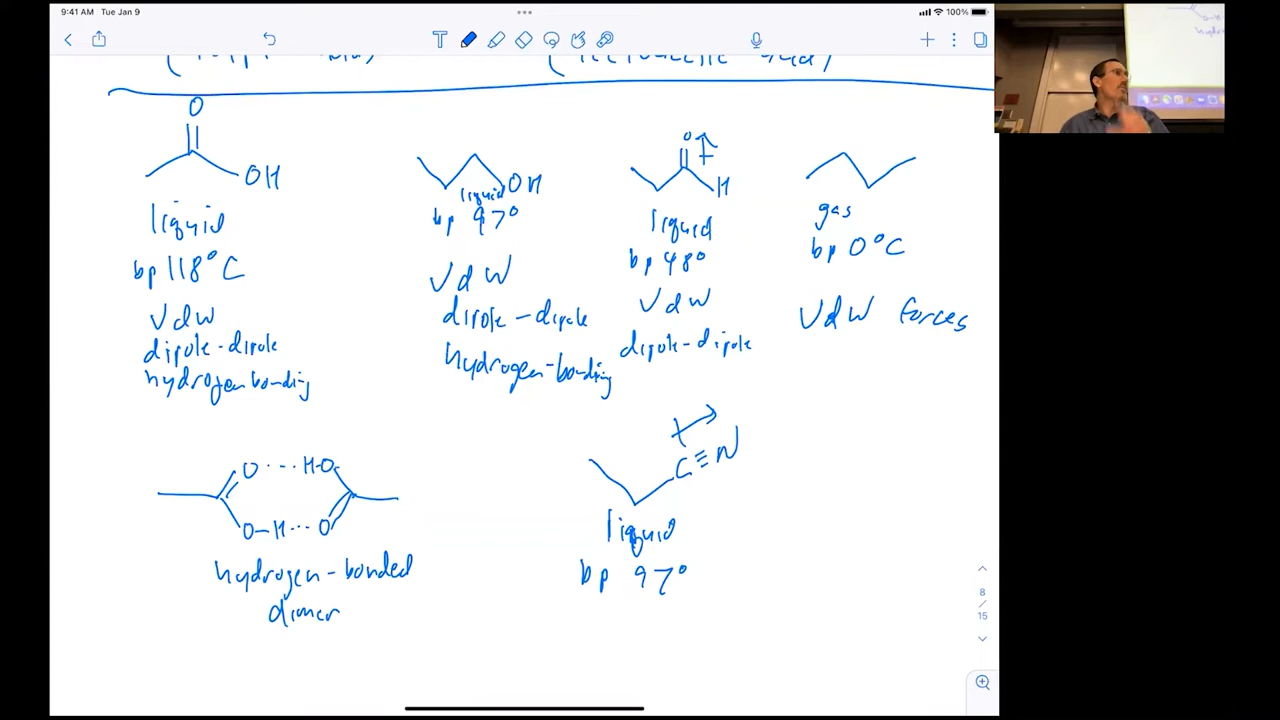 9:41 AM Tue Jan 9
100%
O
OH
liquid
bp 118° C
VdW
dipole-dipole
hydrogen bonding
OH
liquid
bp 97°
VdW
dipole-dipole
hydrogen-bonding
O
H
liquid
bp 48°
VdW
dipole-dipole
gas
bp 0°C
VdW forces
O ···· H-O
O-H ··· O
hydrogen-bonded
dimer
C≡N
liquid
bp 97°
8
/
15